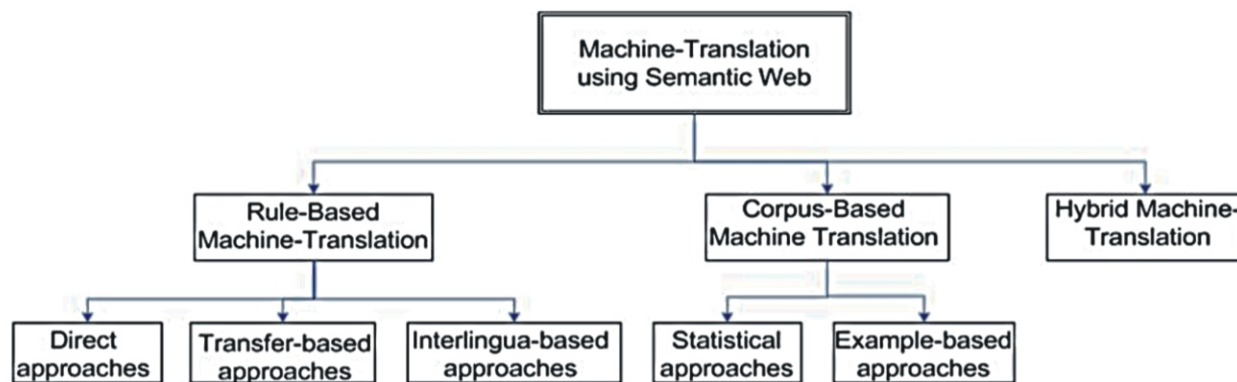 Machine-Translation
using Semantic Web
Rule-Based
Machine-Translation
Corpus-Based
Machine Translation
Hybrid Machine-
Translation
Direct
approaches
Transfer-based
approaches
Interlingua-based
approaches
Statistical
approaches
Example-based
approaches